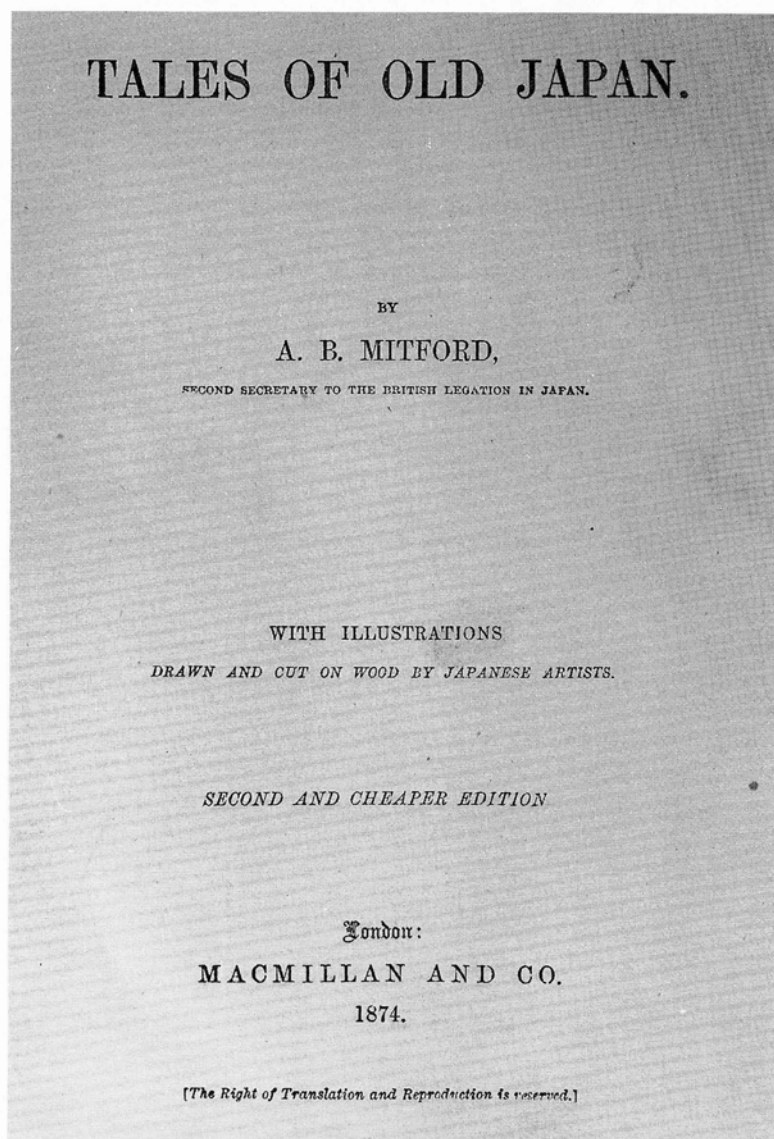 TALES OF OLD JAPAN.
BY
A. B. MITFORD,
SECOND SECRETARY TO THE BRITISH LEGATION IN JAPAN.
WITH ILLUSTRATIONS
DRAWN AND CUT ON WOOD BY JAPANESE ARTISTS.
SECOND AND CHEAPER EDITION
London:
MACMILLAN AND CO.
1874.
[The Right of Translation and Reproduction is reserved.]